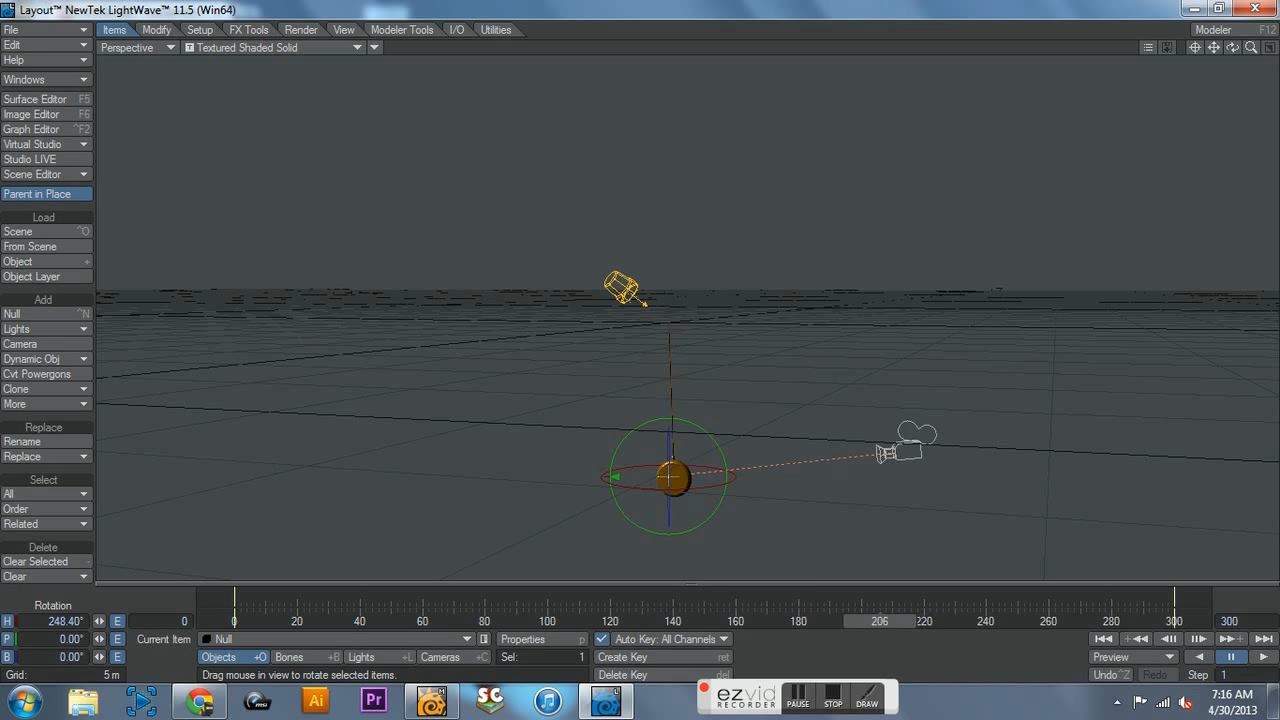 Layout™ NewTek LightWave™ 11.5 (Win64)
File Items Modify Setup FX Tools Render View Modeler Tools I/O Utilities Modeler F12
Edit Perspective T Textured Shaded Solid
Help
Windows
Surface Editor F5
Image Editor F6
Graph Editor ^F2
Virtual Studio
Studio LIVE
Scene Editor
Parent in Place
Load
Scene ^O
From Scene
Object +
Object Layer
Add
Null ^N
Lights
Camera
Dynamic Obj
Cvt Powergons
Clone
More
Replace
Rename
Replace
Select
All
Order
Related
Delete
Clear Selected -
Clear
Rotation
H 248.40° E 0 0 20 40 60 80 100 120 140 160 180 206 220 240 260 280 300 300
P 0.00° E Current Item Null Properties p Auto Key: All Channels
B 0.00° E Objects +O Bones +B Lights +L Cameras +C Sel: 1 Create Key ret Preview
Grid: 5 m Drag mouse in view to rotate selected items. Delete Key del Undo ^Z Redo Step 1
ezvid RECORDER PAUSE STOP DRAW
Ai Pr SC
7:16 AM
4/30/2013